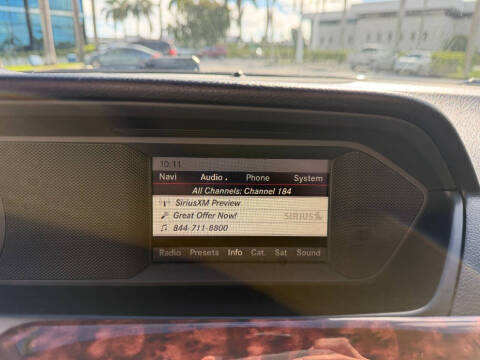 10:11
Navi Audio Phone System
All Channels: Channel 184
SiriusXM Preview
Great Offer Now! SIRIUS
844-711-8800
Radio Presets Info Cat. Sat Sound